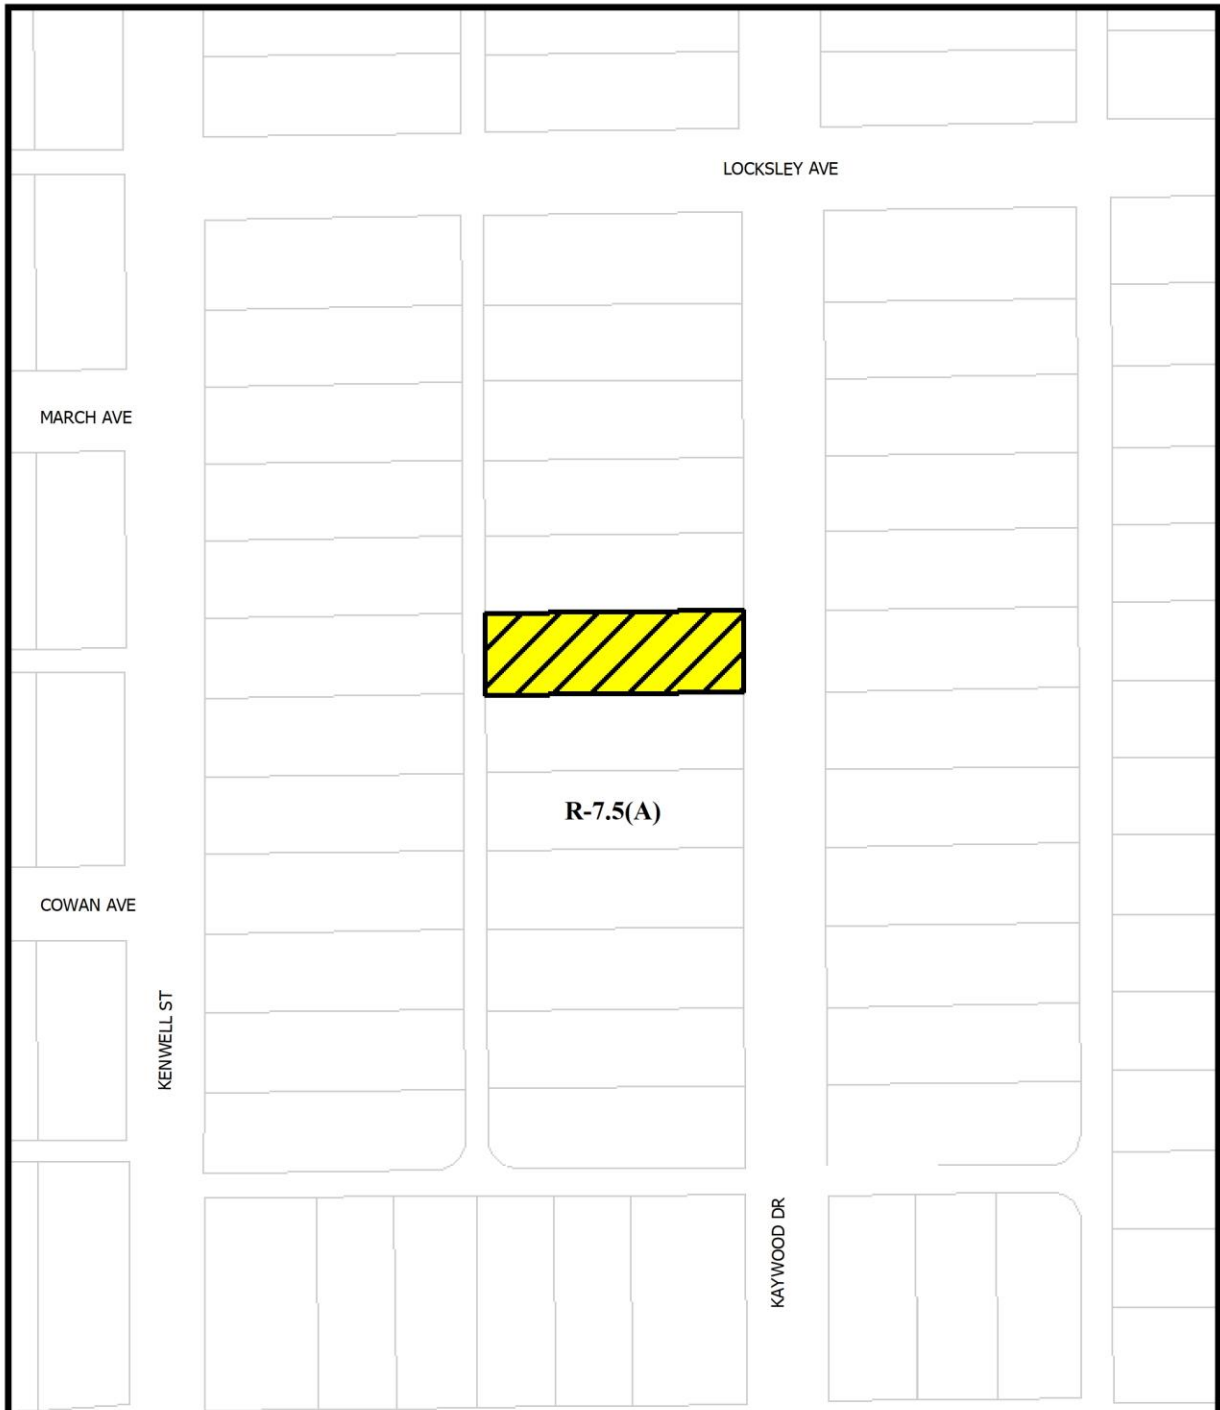 LOCKSLEY AVE
MARCH AVE
R-7.5(A)
COWAN AVE
KENWELL ST
KAYWOOD DR